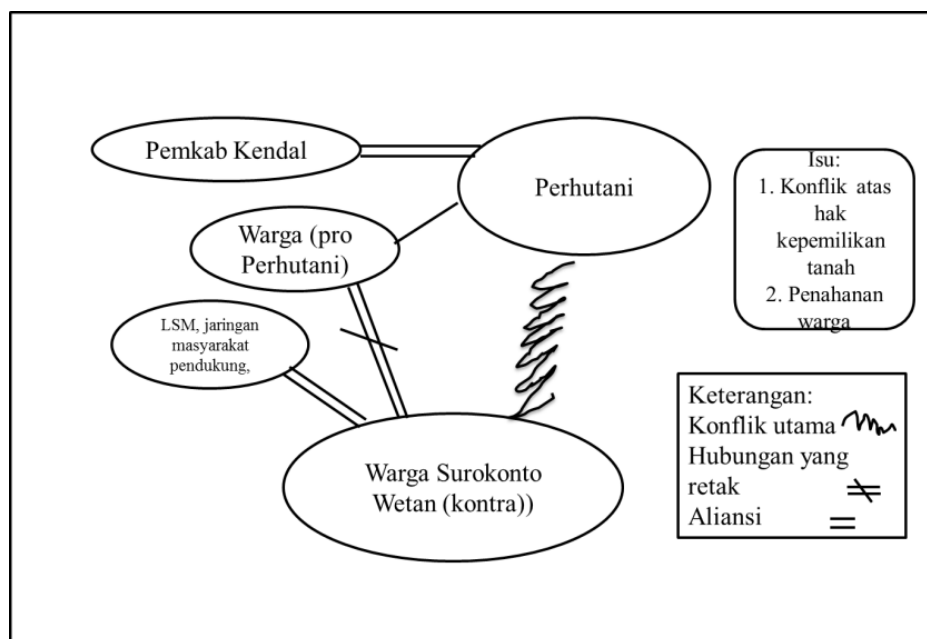 Pemkab Kendal
Perhutani
Warga (pro
Perhutani)
LSM, jaringan
masyarakat
pendukung,
Warga Surokonto
Wetan (kontra))
Isu:
1. Konflik atas
hak
kepemilikan
tanah
2. Penahanan
warga
Keterangan:
Konflik utama
Hubungan yang
retak
Aliansi